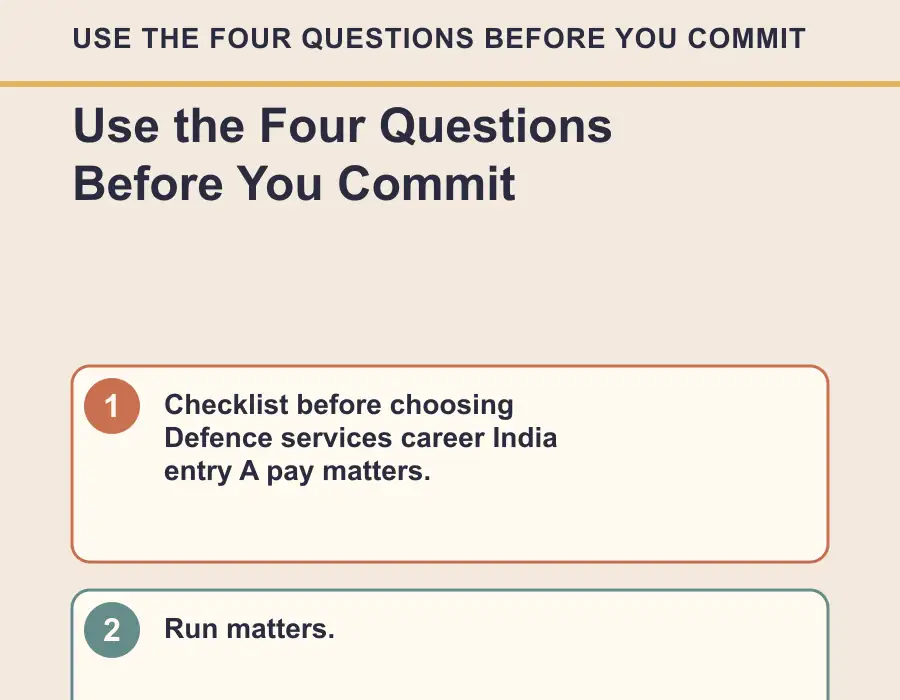 USE THE FOUR QUESTIONS BEFORE YOU COMMIT
Use the Four Questions
Before You Commit
1
Checklist before choosing
Defence services career India
entry A pay matters.
2
Run matters.